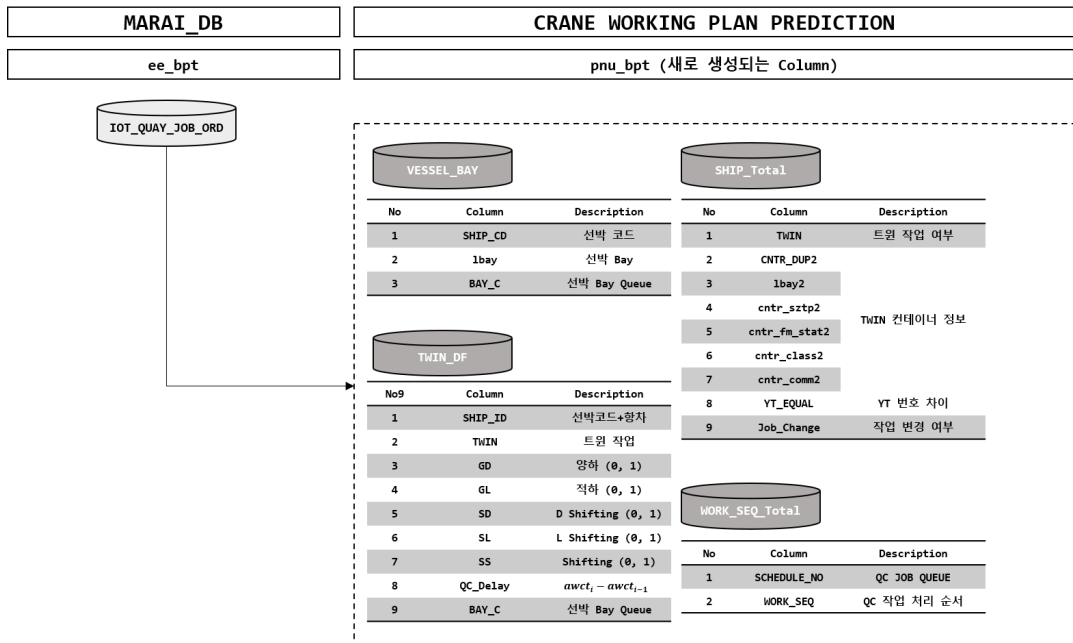 MARAI_DB
CRANE WORKING PLAN PREDICTION
ee_bpt
pnu_bpt (새로 생성되는 Column)
IOT_QUAY_JOB_ORD
VESSEL_BAY
No Column Description
1 SHIP_CD 선박 코드
2 lbay 선박 Bay
3 BAY_C 선박 Bay Queue
TWIN_DF
No9 Column Description
1 SHIP_ID 선박코드+항차
2 TWIN 트윈 작업
3 GD 양하 (0, 1)
4 GL 적하 (0, 1)
5 SD D Shifting (0, 1)
6 SL L Shifting (0, 1)
7 SS Shifting (0, 1)
8 QC_Delay awct_i − awct_{i−1}
9 BAY_C 선박 Bay Queue
SHIP_Total
No Column Description
1 TWIN 트윈 작업 여부
2 CNTR_DUP2
3 lbay2
4 cntr_sztp2
TWIN 컨테이너 정보
5 cntr_fm_stat2
6 cntr_class2
7 cntr_comm2
8 YT_EQUAL YT 번호 차이
9 Job_Change 작업 변경 여부
WORK_SEQ_Total
No Column Description
1 SCHEDULE_NO QC JOB QUEUE
2 WORK_SEQ QC 작업 처리 순서